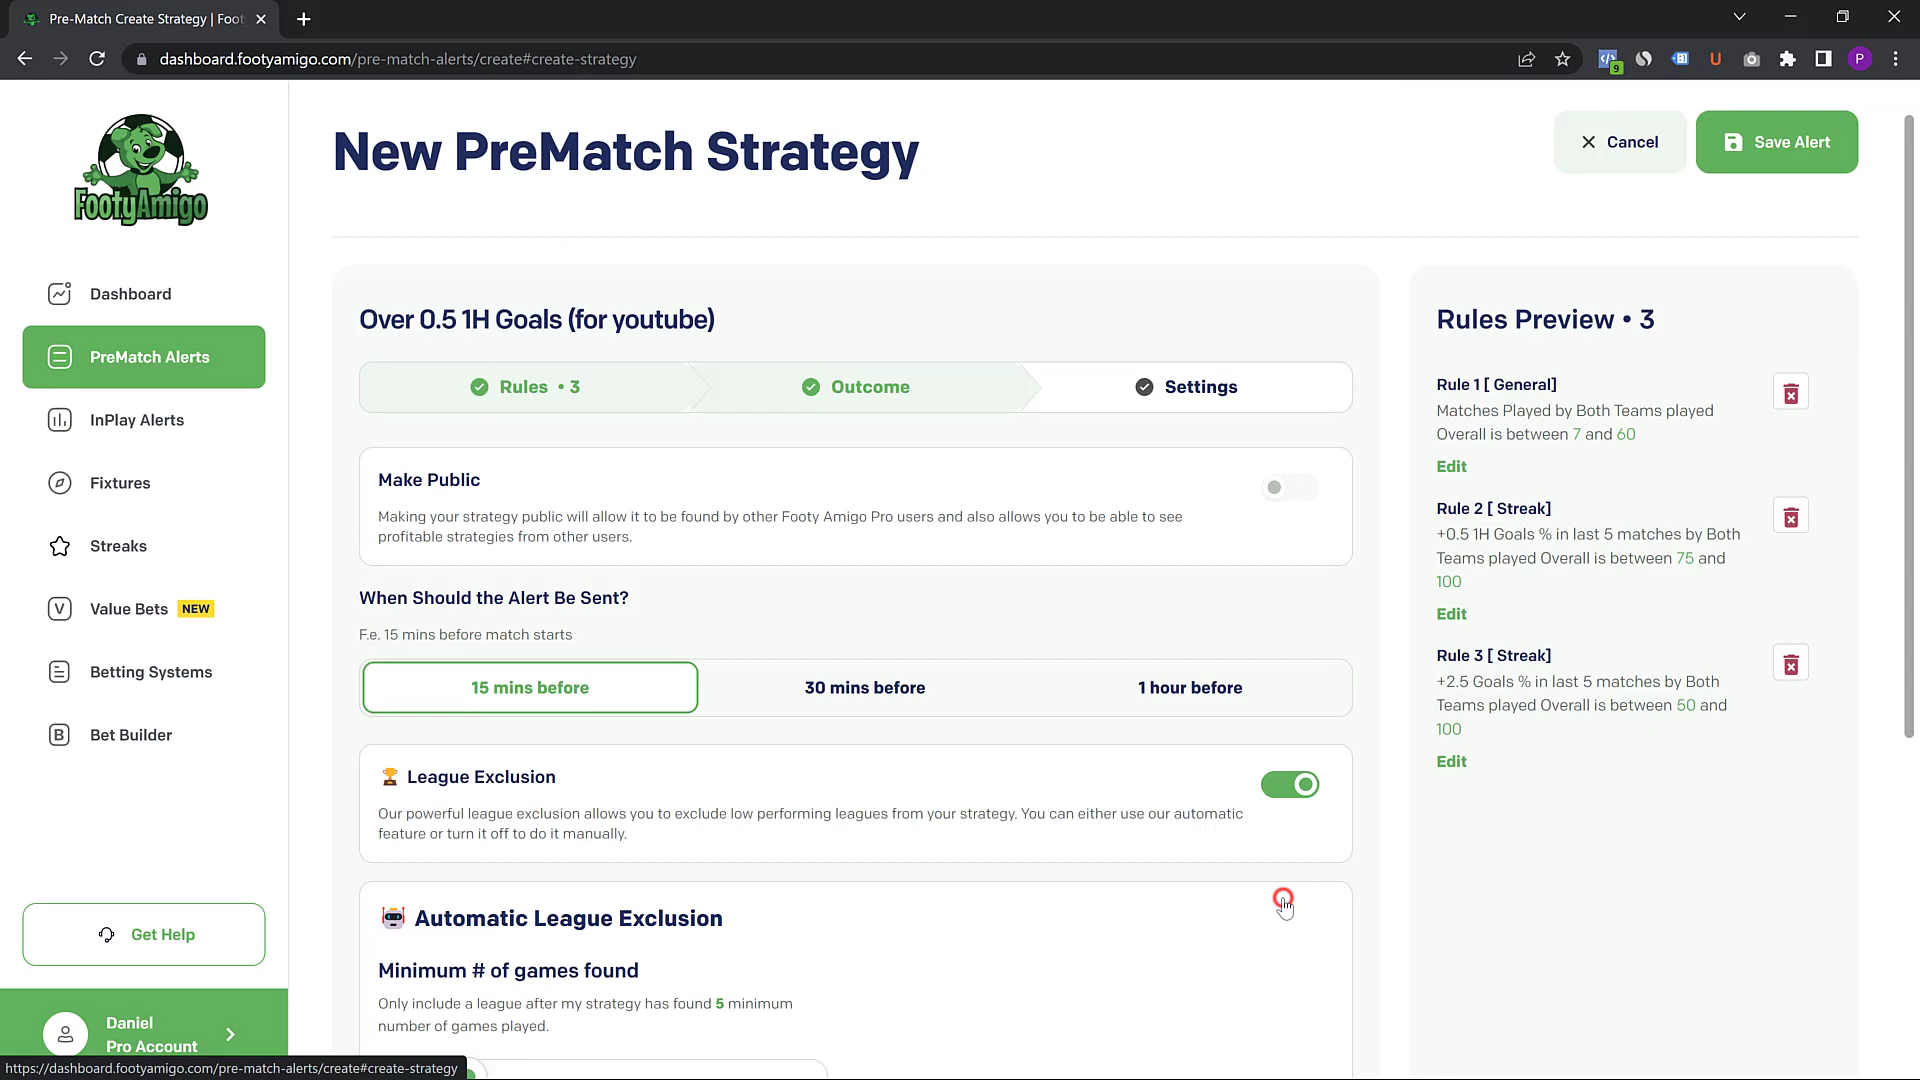 Pre-Match Create Strategy | Foot
dashboard.footyamigo.com/pre-match-alerts/create#create-strategy
9
U
P
FootyAmigo
Dashboard
PreMatch Alerts
InPlay Alerts
Fixtures
Streaks
V Value Bets NEW
Betting Systems
B Bet Builder
Get Help
Daniel
Pro Account
https://dashboard.footyamigo.com/pre-match-alerts/create#create-strategy
New PreMatch Strategy
Cancel
Save Alert
Over 0.5 1H Goals (for youtube)
Rules • 3
Outcome
Settings
Make Public
Making your strategy public will allow it to be found by other Footy Amigo Pro users and also allows you to be able to see
profitable strategies from other users.
When Should the Alert Be Sent?
F.e. 15 mins before match starts
15 mins before
30 mins before
1 hour before
League Exclusion
Our powerful league exclusion allows you to exclude low performing leagues from your strategy. You can either use our automatic
feature or turn it off to do it manually.
Automatic League Exclusion
Minimum # of games found
Only include a league after my strategy has found 5 minimum
number of games played.
Rules Preview • 3
Rule 1 [ General]
Matches Played by Both Teams played
Overall is between 7 and 60
Edit
Rule 2 [ Streak]
+0.5 1H Goals % in last 5 matches by Both
Teams played Overall is between 75 and
100
Edit
Rule 3 [ Streak]
+2.5 Goals % in last 5 matches by Both
Teams played Overall is between 50 and
100
Edit